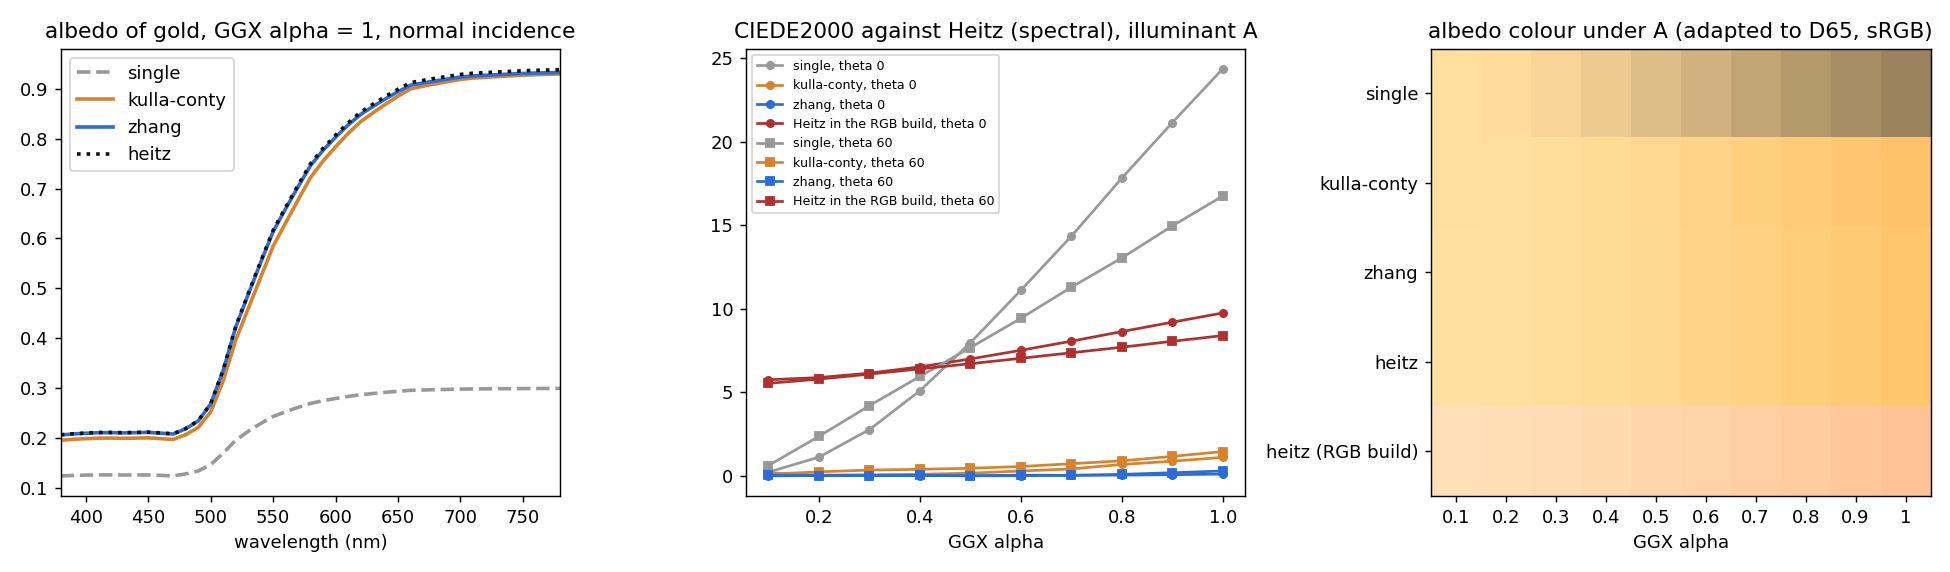 albedo of gold, GGX alpha = 1, normal incidence
single
kulla-conty
zhang
heitz
0.9
0.8
0.7
0.6
0.5
0.4
0.3
0.2
0.1
400 450 500 550 600 650 700 750
wavelength (nm)
CIEDE2000 against Heitz (spectral), illuminant A
single, theta 0
kulla-conty, theta 0
zhang, theta 0
Heitz in the RGB build, theta 0
single, theta 60
kulla-conty, theta 60
zhang, theta 60
Heitz in the RGB build, theta 60
25
20
15
10
5
0
0.2 0.4 0.6 0.8 1.0
GGX alpha
albedo colour under A (adapted to D65, sRGB)
single
kulla-conty
zhang
heitz
heitz (RGB build)
0.1 0.2 0.3 0.4 0.5 0.6 0.7 0.8 0.9 1
GGX alpha